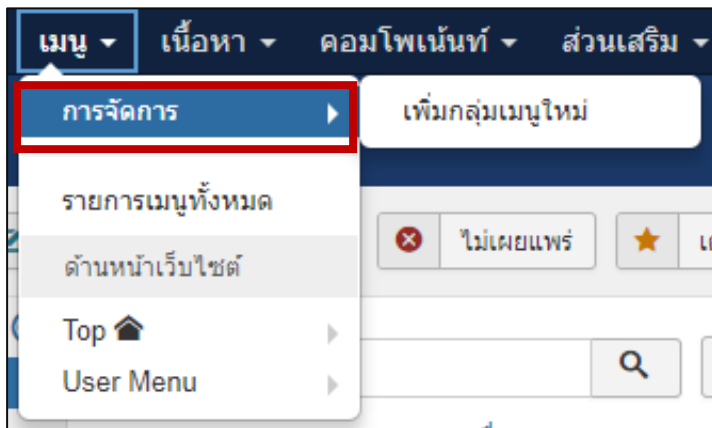 เมนู เนื้อหา คอมโพเน้นท์ ส่วนเสริม
การจัดการ เพิ่มกลุ่มเมนูใหม่
รายการเมนูทั้งหมด
ไม่เผยแพร่
ด้านหน้าเว็บไซต์
Top
User Menu